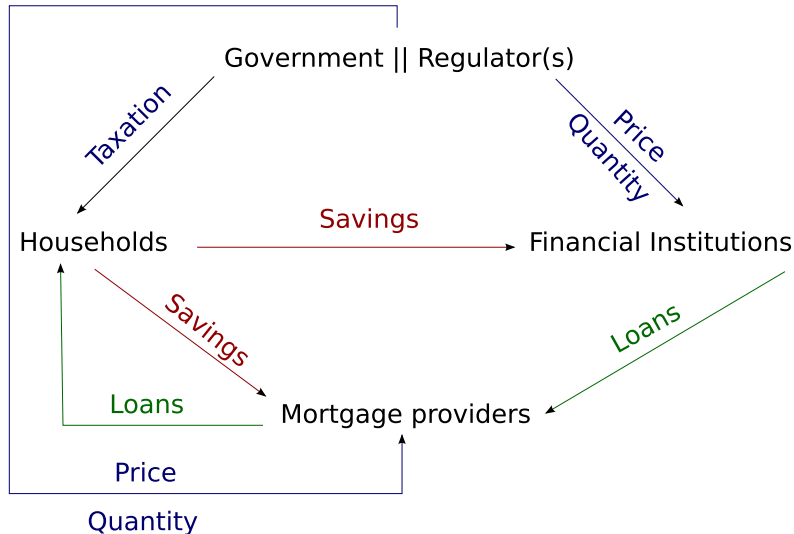 Government || Regulator(s)
Taxation
Price
Quantity
Savings
Households
Financial Institutions
Savings
Loans
Loans
Mortgage providers
Price
Quantity